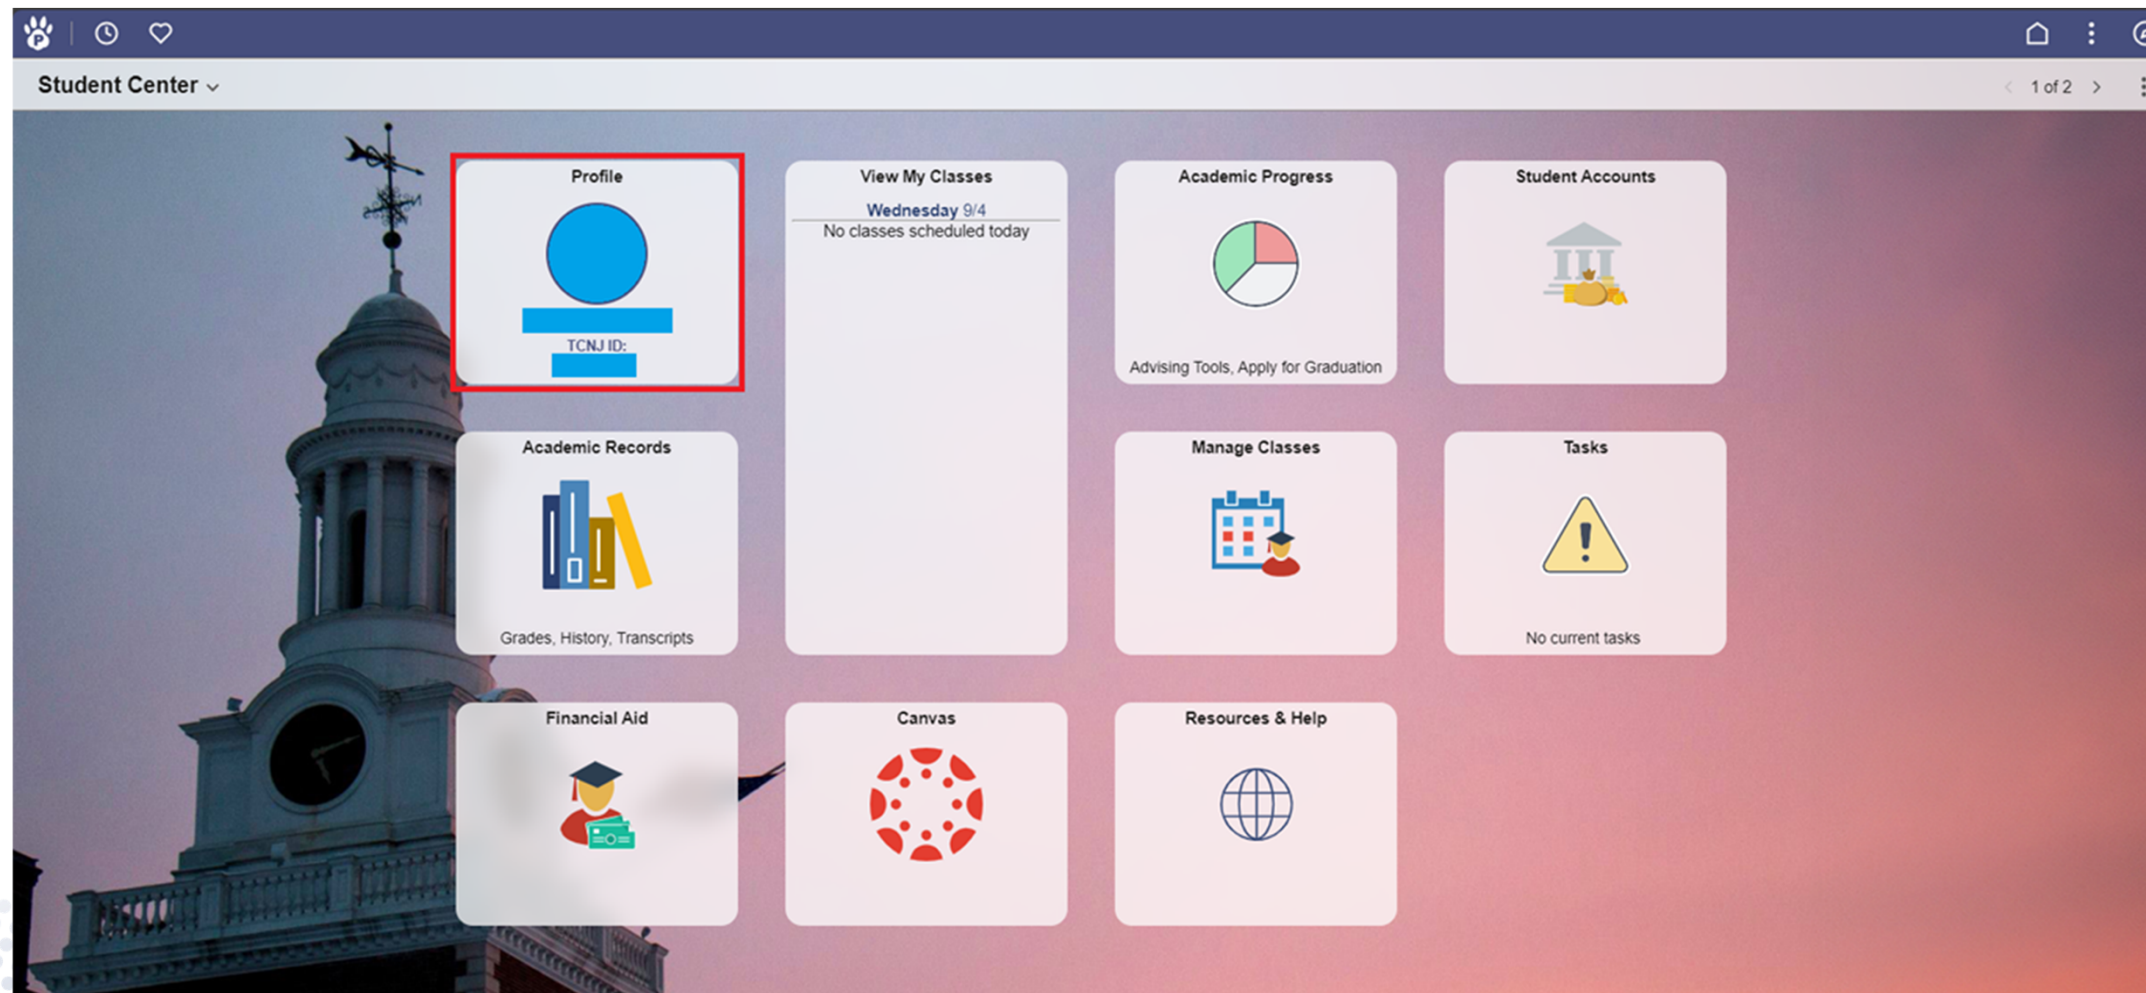 P
Student Center
1 of 2
Profile
TCNJ ID:
View My Classes
Wednesday 9/4
No classes scheduled today
Academic Progress
Advising Tools, Apply for Graduation
Student Accounts
Academic Records
Grades, History, Transcripts
Manage Classes
Tasks
No current tasks
Financial Aid
Canvas
Resources & Help